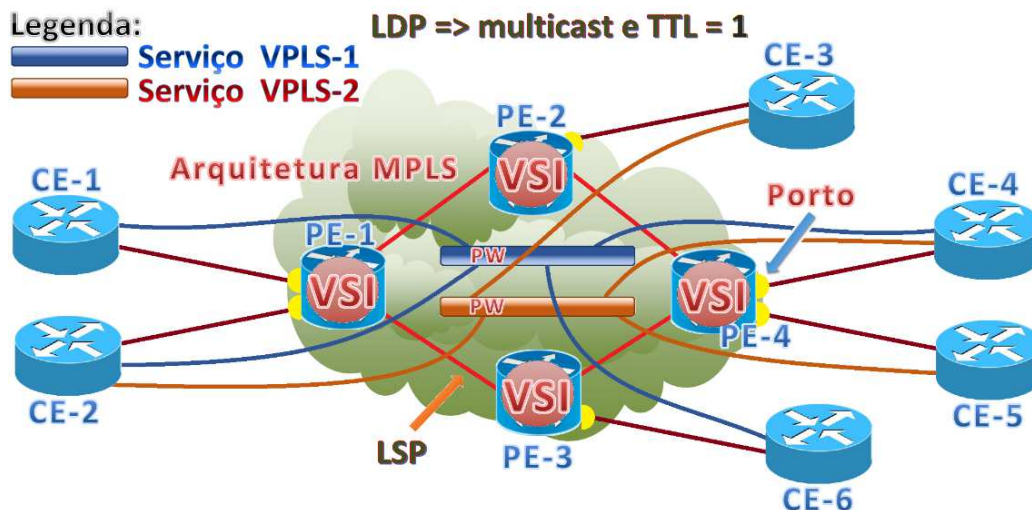 Legenda:
LDP => multicast e TTL = 1
Serviço VPLS-1
Serviço VPLS-2
CE-3
PE-2
VSI
Arquitetura MPLS
CE-1
Porto
CE-4
PE-1
PW
VSI
VSI
PW
PE-4
VSI
CE-2
LSP
PE-3
CE-5
CE-6